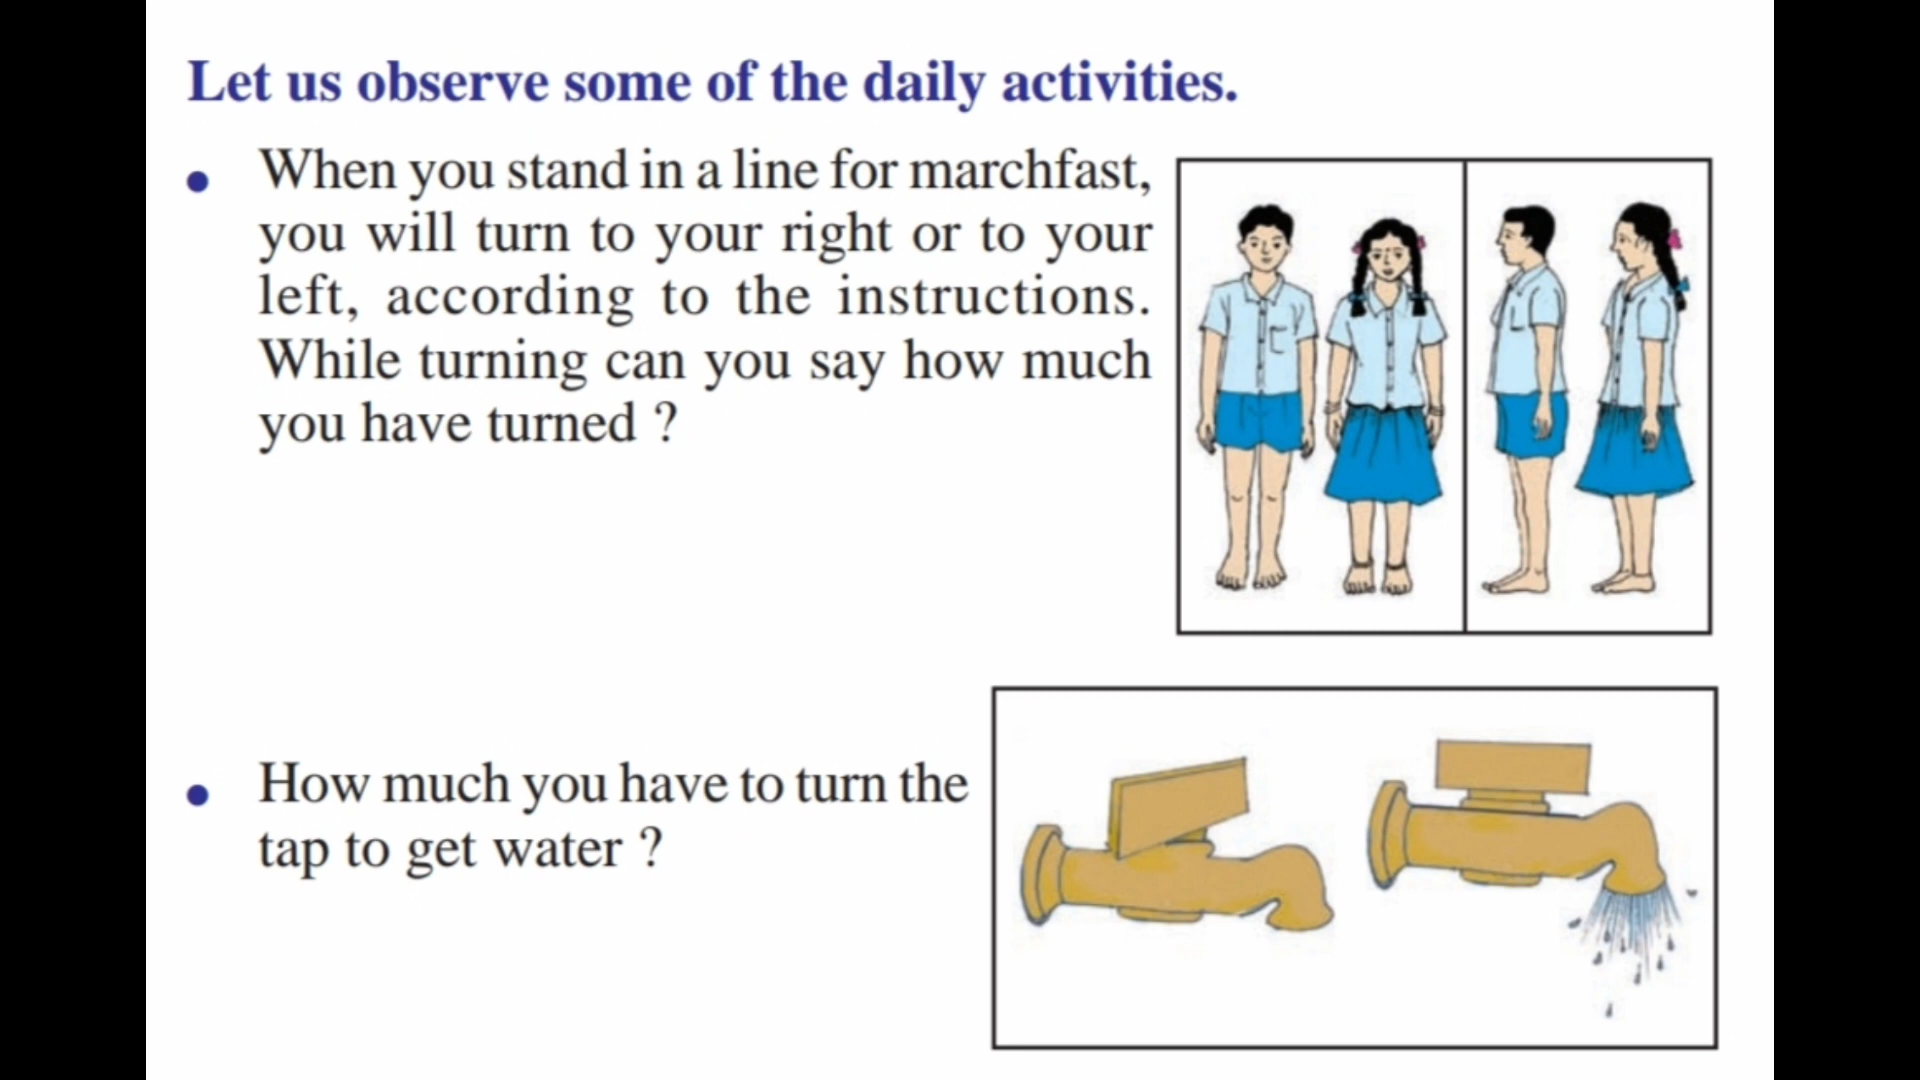 Let us observe some of the daily activities.
• When you stand in a line for marchfast,
you will turn to your right or to your
left, according to the instructions.
While turning can you say how much
you have turned ?
• How much you have to turn the
tap to get water ?